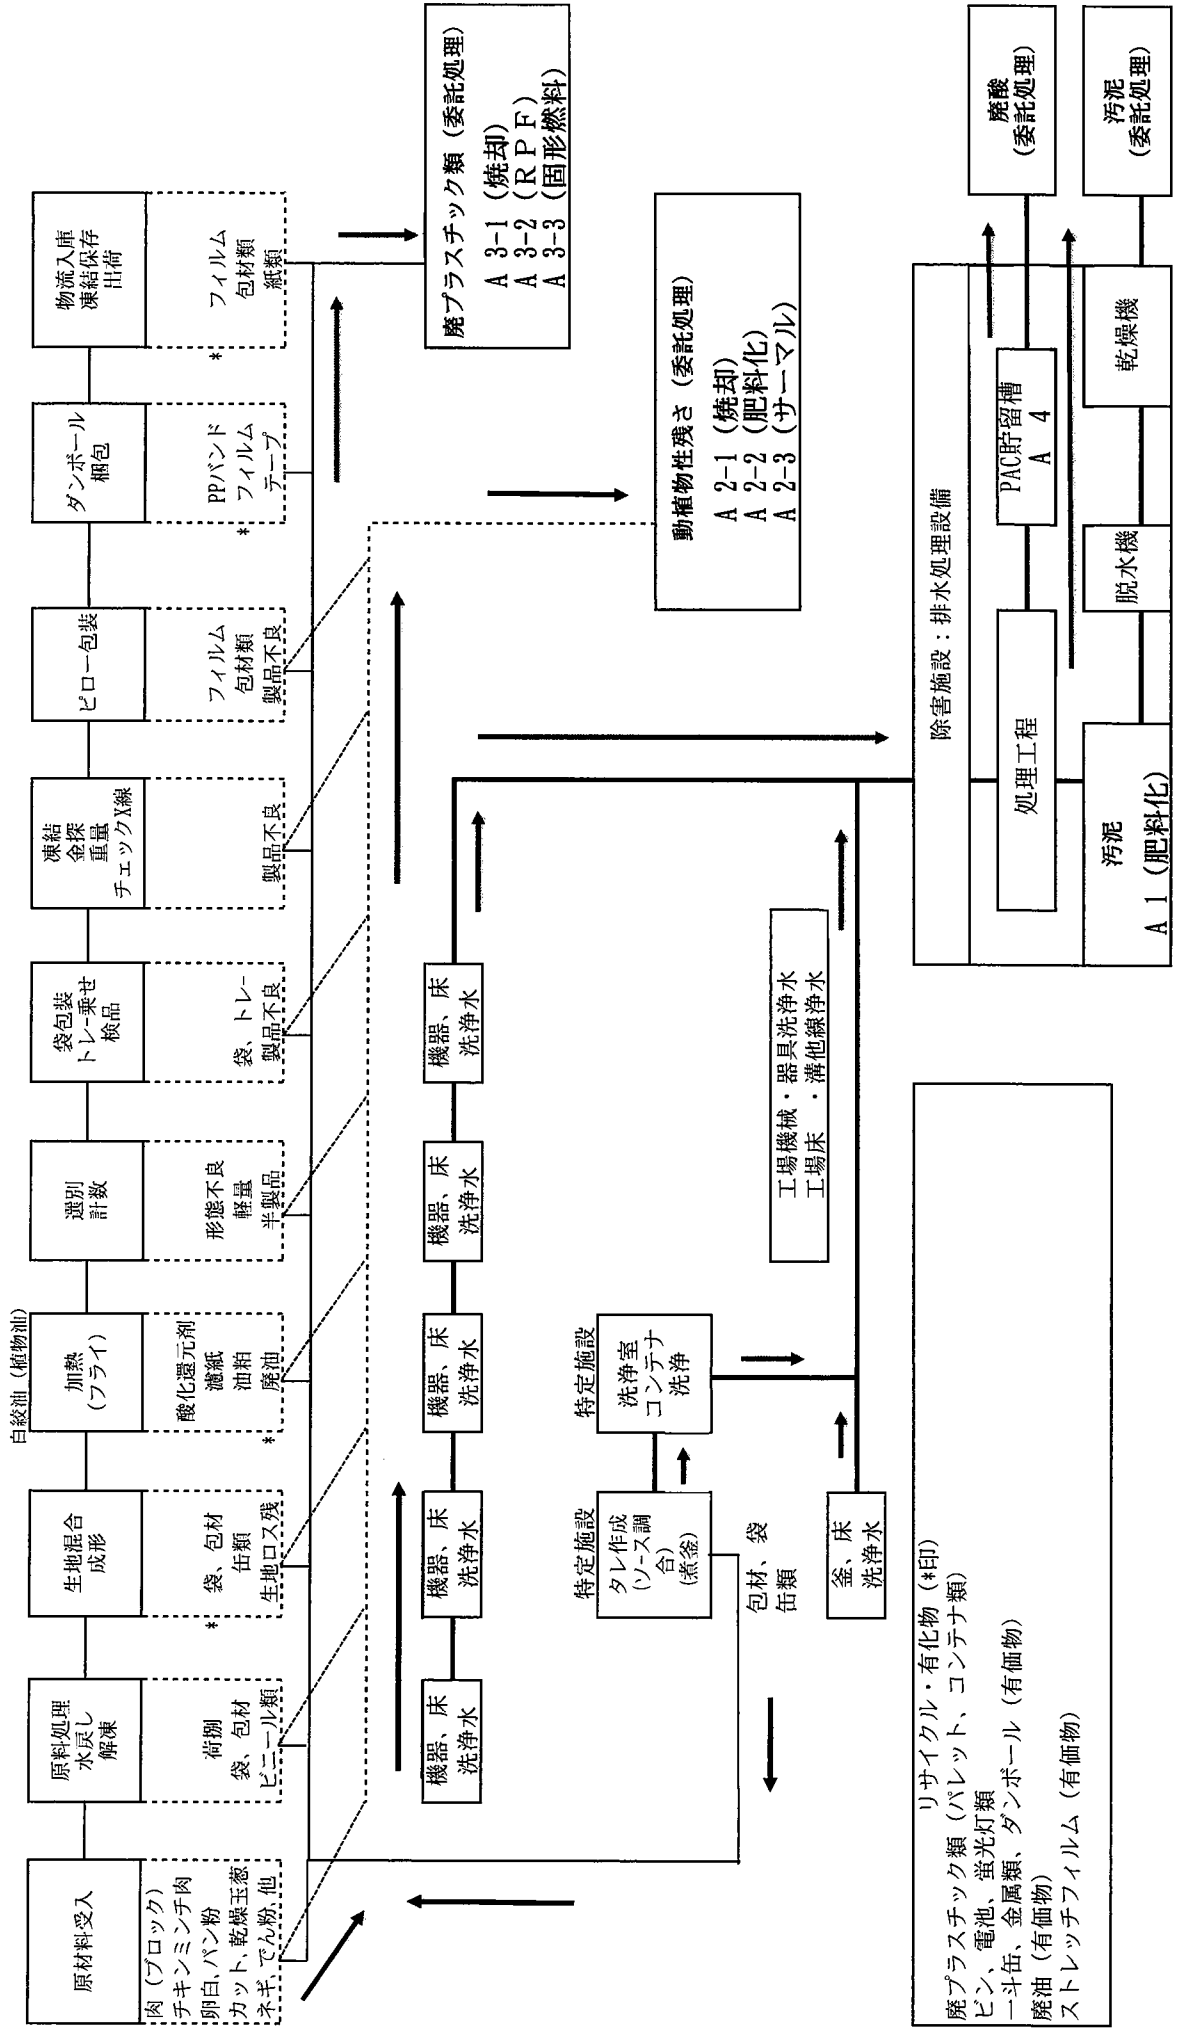 原材料受入
肉（ブロック）
チキンミンチ肉
卵白、パン粉
カット、乾燥玉葱
ネギ、でん粉、他
原料処理
水戻し
解凍
荷捌
袋、包材
ビニール類
生地混合
成形
*
袋、包材
缶類
生地ロス残
白絞油（植物油）
加熱
（フライ）
酸化還元剤
濾紙
油粕
廃油
*
選別
計数
形態不良
軽量
半製品
袋包装
トレー乗せ
検品
袋、トレー
製品不良
凍結
金探
重量
チェックX線
製品不良
ピロー包装
フィルム
包材類
製品不良
ダンボール
梱包
PPバンド
フィルム
テープ
*
物流入庫
凍結保存
出荷
フィルム
包材類
紙類
*
廃プラスチック類（委託処理）
A 3-1（焼却）
A 3-2（ＲＰＦ）
A 3-3（固形燃料）
動植物性残さ（委託処理）
A 2-1（焼却）
A 2-2（肥料化）
A 2-3（サーマル）
機器、床
洗浄水
機器、床
洗浄水
機器、床
洗浄水
機器、床
洗浄水
機器、床
洗浄水
特定施設
タレ作成
(ソース調
合)
(煮釜)
特定施設
洗浄室
コンテナ
洗浄
包材、袋
缶類
釜、床
洗浄水
工場機械・器具洗浄水
工場床　・溝他線浄水
除害施設：排水処理設備
処理工程
PAC貯留槽
A 4
廃酸
(委託処理)
汚泥
A 1（肥料化）
脱水機
乾燥機
汚泥
(委託処理)
リサイクル・有化物（*印）
廃プラスチック類（パレット、コンテナ類）
ビン、電池、蛍光灯類
一斗缶、金属類、ダンボール（有価物）
廃油（有価物）
ストレッチフィルム（有価物）